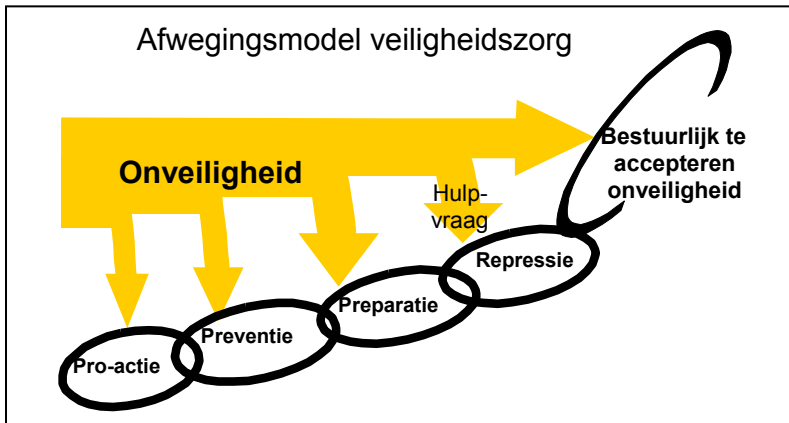 Afwegingsmodel veiligheidszorg
Onveiligheid
Bestuurlijk te
accepteren
onveiligheid
Hulp-
vraag
Repressie
Preparatie
Preventie
Pro-actie